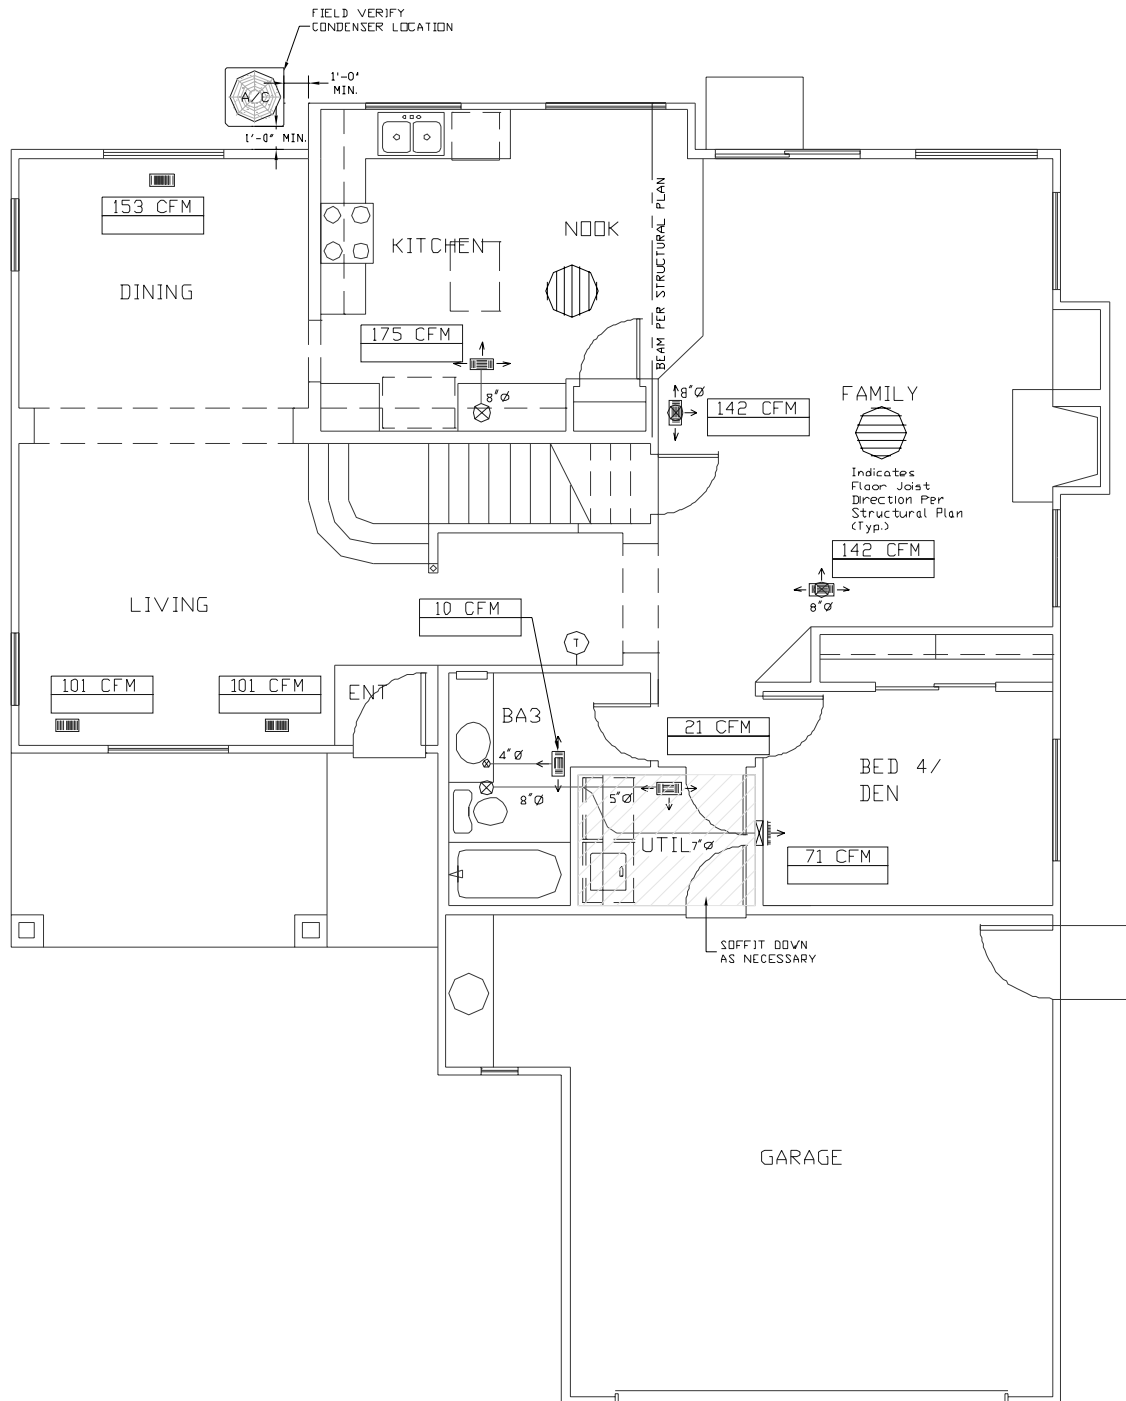 FIELD VERIFY
CONDENSER LOCATION
A/C
1'-0"
MIN.
1'-0" MIN.
153 CFM
DINING
KITCHEN
NOOK
BEAM PER STRUCTURAL PLAN
175 CFM
8"Ø
8"Ø
142 CFM
FAMILY
Indicates
Floor Joist
Direction Per
Structural Plan
(Typ.)
142 CFM
8"Ø
LIVING
10 CFM
T
101 CFM
101 CFM
ENT
BA3
21 CFM
4"Ø
8"Ø
5"Ø
UTIL
7"Ø
BED 4/
DEN
71 CFM
SOFFIT DOWN
AS NECESSARY
GARAGE